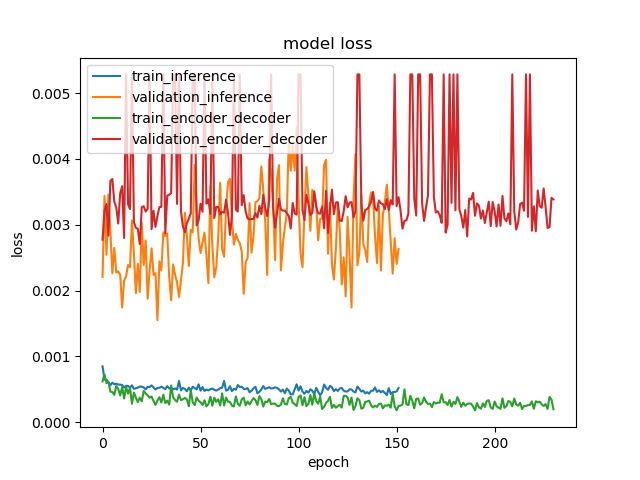 model loss
train_inference
validation_inference
train_encoder_decoder
validation_encoder_decoder
0.005
0.004
0.003
0.002
0.001
0.000
loss
0 50 100 150 200
epoch